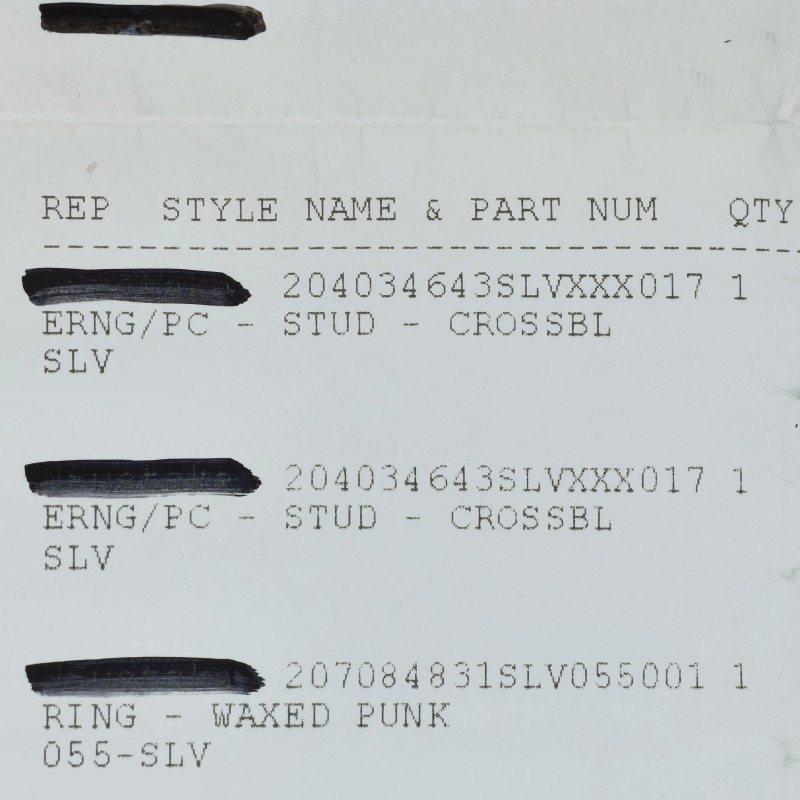 REP STYLE NAME & PART NUM QTY
--------------------------------
204034643SLVXXX017 1
ERNG/PC - STUD - CROSSBL
SLV
204034643SLVXXX017 1
ERNG/PC - STUD - CROSSBL
SLV
207084831SLV055001 1
RING - WAXED PUNK
055-SLV